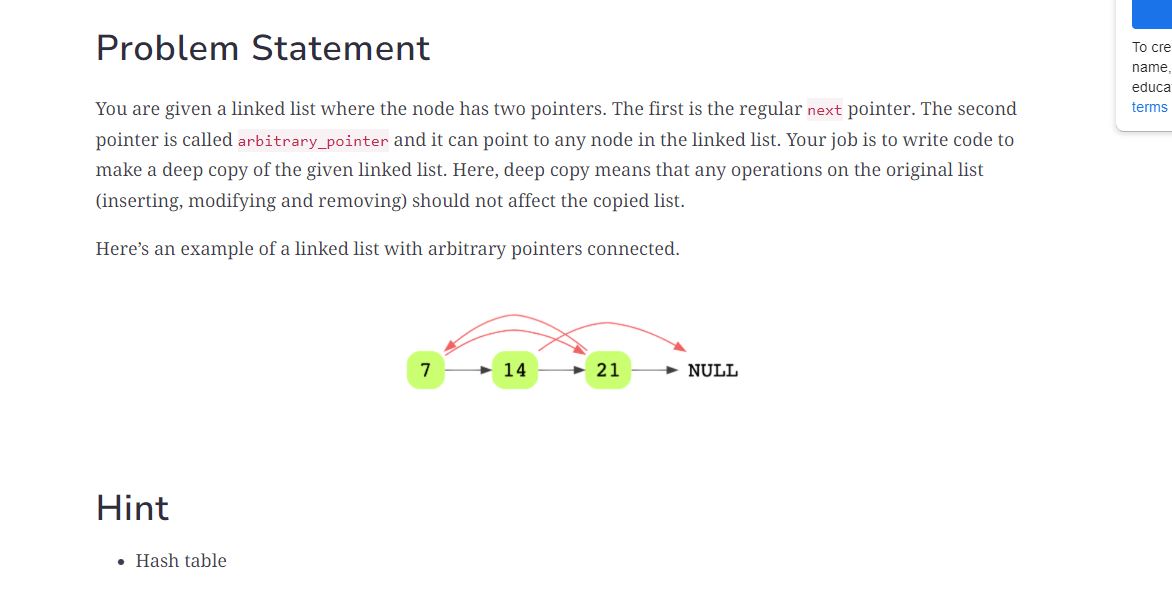 Problem Statement
You are given a linked list where the node has two pointers. The first is the regular next pointer. The second
pointer is called arbitrary_pointer and it can point to any node in the linked list. Your job is to write code to
make a deep copy of the given linked list. Here, deep copy means that any operations on the original list
(inserting, modifying and removing) should not affect the copied list.
Here’s an example of a linked list with arbitrary pointers connected.
7 14 21 NULL
Hint
• Hash table
To cre
name,
educa
terms